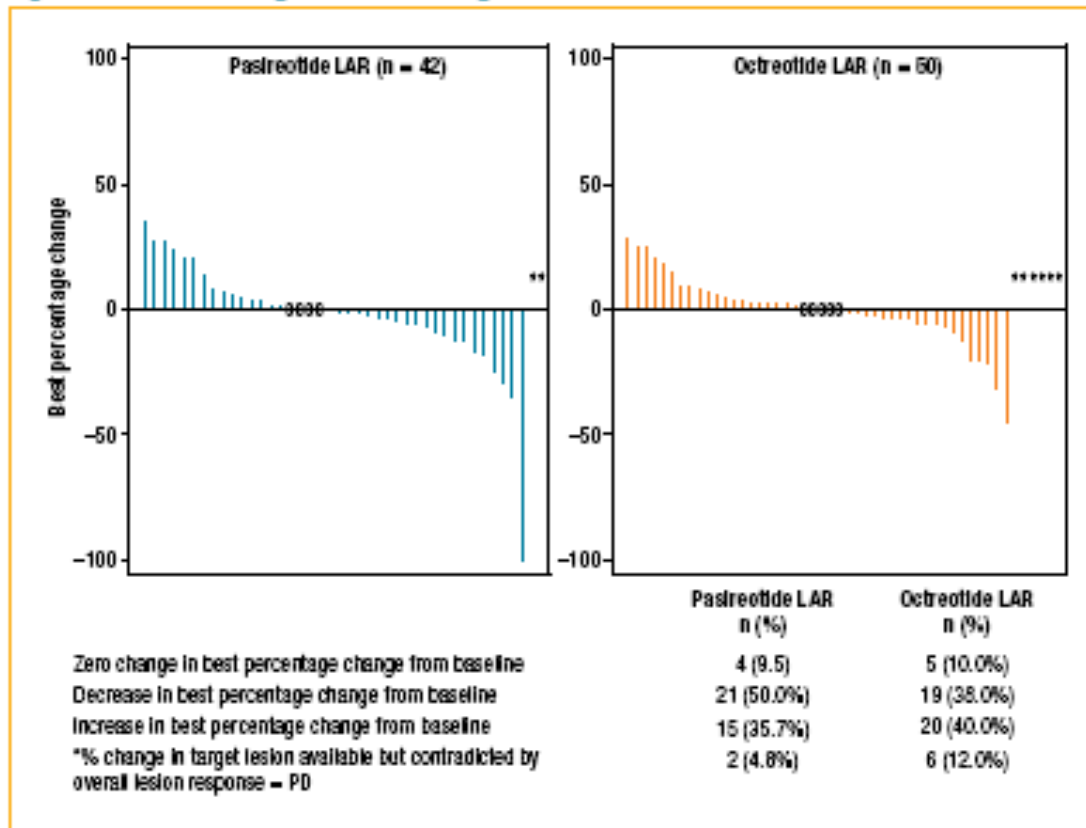 100
50
0
−50
−100
Best percentage change
Pasireotide LAR (n = 42)
**
100
50
0
−50
−100
Octreotide LAR (n = 50)
******
Pasireotide LAR Octreotide LAR
n (%) n (%)
Zero change in best percentage change from baseline 4 (9.5) 5 (10.0%)
Decrease in best percentage change from baseline 21 (50.0%) 19 (38.0%)
Increase in best percentage change from baseline 15 (35.7%) 20 (40.0%)
*% change in target lesion available but contradicted by 2 (4.8%) 6 (12.0%)
overall lesion response = PD